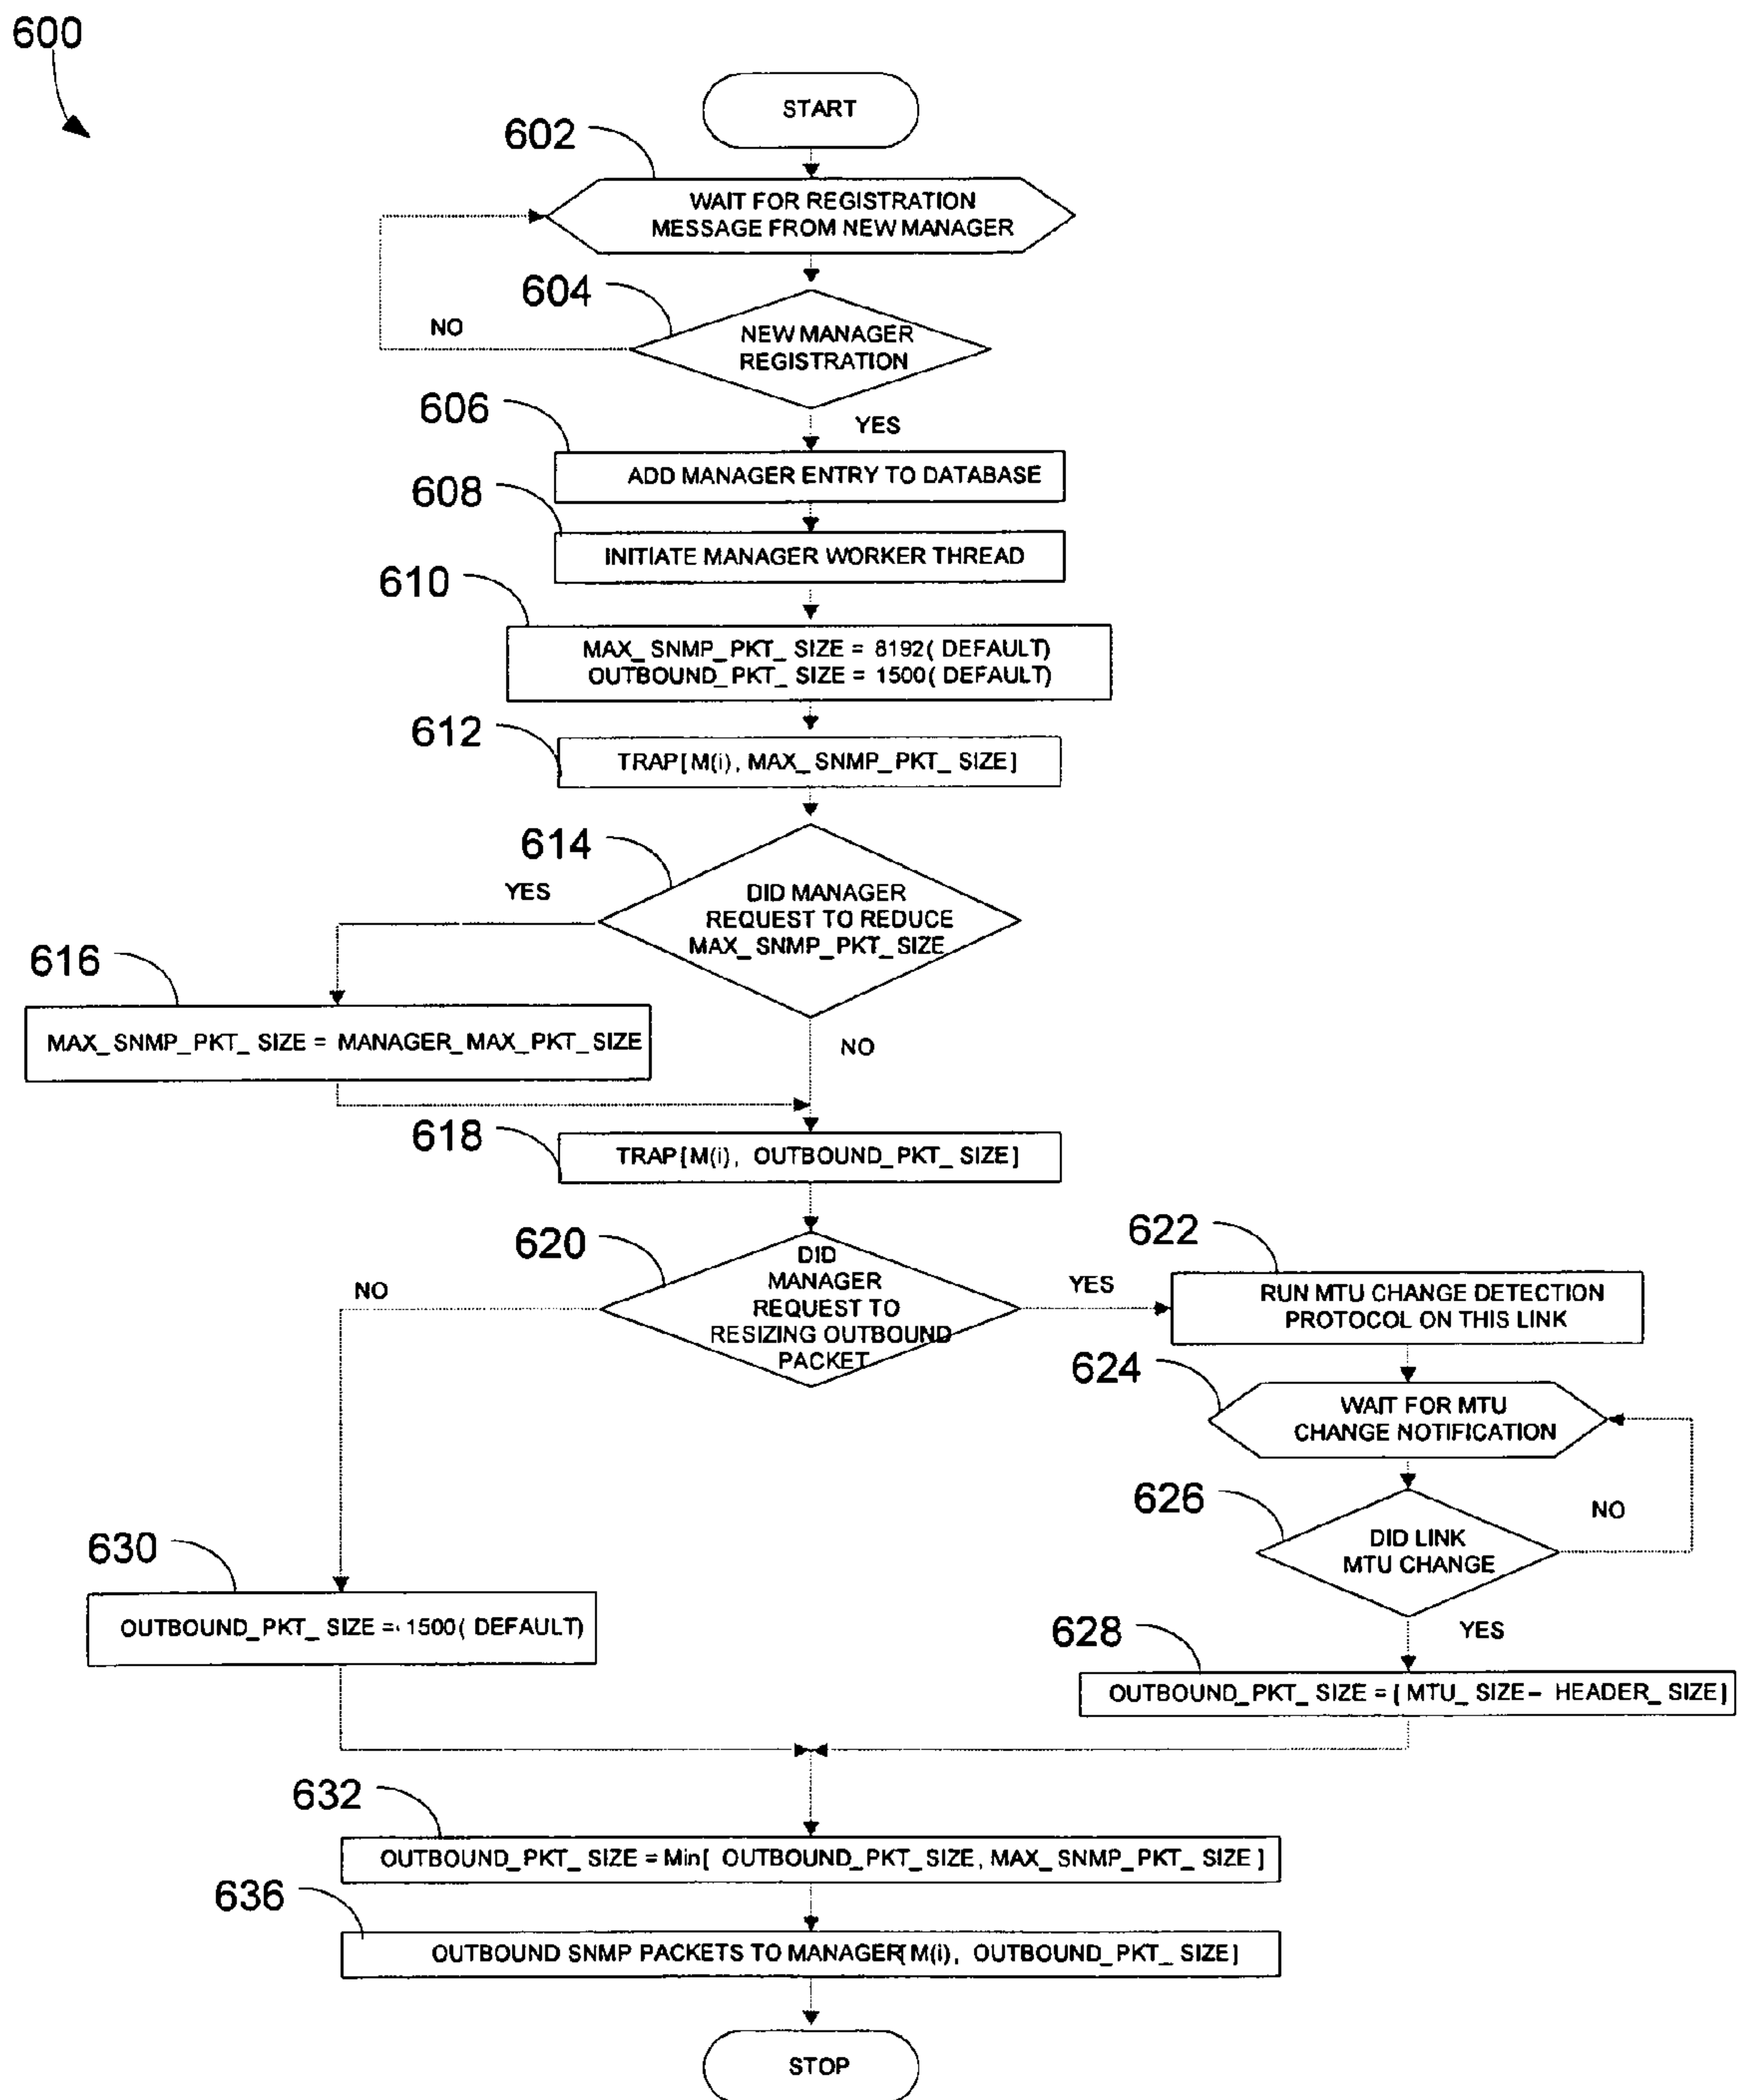 600
START
602
WAIT FOR REGISTRATION
MESSAGE FROM NEW MANAGER
604
NO
NEW MANAGER
REGISTRATION
606
YES
ADD MANAGER ENTRY TO DATABASE
608
INITIATE MANAGER WORKER THREAD
610
MAX_SNMP_PKT_SIZE = 8192(DEFAULT)
OUTBOUND_PKT_SIZE = 1500(DEFAULT)
612
TRAP[M(i), MAX_SNMP_PKT_SIZE]
614
YES
DID MANAGER
REQUEST TO REDUCE
MAX_SNMP_PKT_SIZE
616
MAX_SNMP_PKT_SIZE = MANAGER_MAX_PKT_SIZE
NO
618
TRAP[M(i), OUTBOUND_PKT_SIZE]
620
NO
DID
MANAGER
REQUEST TO
RESIZING OUTBOUND
PACKET
YES
622
RUN MTU CHANGE DETECTION
PROTOCOL ON THIS LINK
624
WAIT FOR MTU
CHANGE NOTIFICATION
626
DID LINK
MTU CHANGE
NO
630
OUTBOUND_PKT_SIZE = 1500(DEFAULT)
YES
628
OUTBOUND_PKT_SIZE = [MTU_SIZE - HEADER_SIZE]
632
OUTBOUND_PKT_SIZE = Min[ OUTBOUND_PKT_SIZE, MAX_SNMP_PKT_SIZE ]
636
OUTBOUND SNMP PACKETS TO MANAGER[M(i), OUTBOUND_PKT_SIZE]
STOP